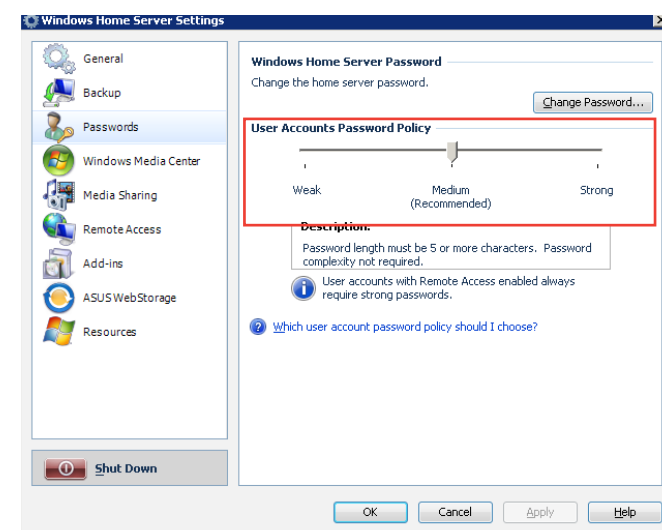 Windows Home Server Settings
General
Backup
Passwords
Windows Media Center
Media Sharing
Remote Access
Add-ins
ASUS WebStorage
Resources
Shut Down
Windows Home Server Password
Change the home server password.
Change Password...
User Accounts Password Policy
Weak
Medium
(Recommended)
Strong
Description:
Password length must be 5 or more characters. Password
complexity not required.
User accounts with Remote Access enabled always
require strong passwords.
Which user account password policy should I choose?
OK
Cancel
Apply
Help